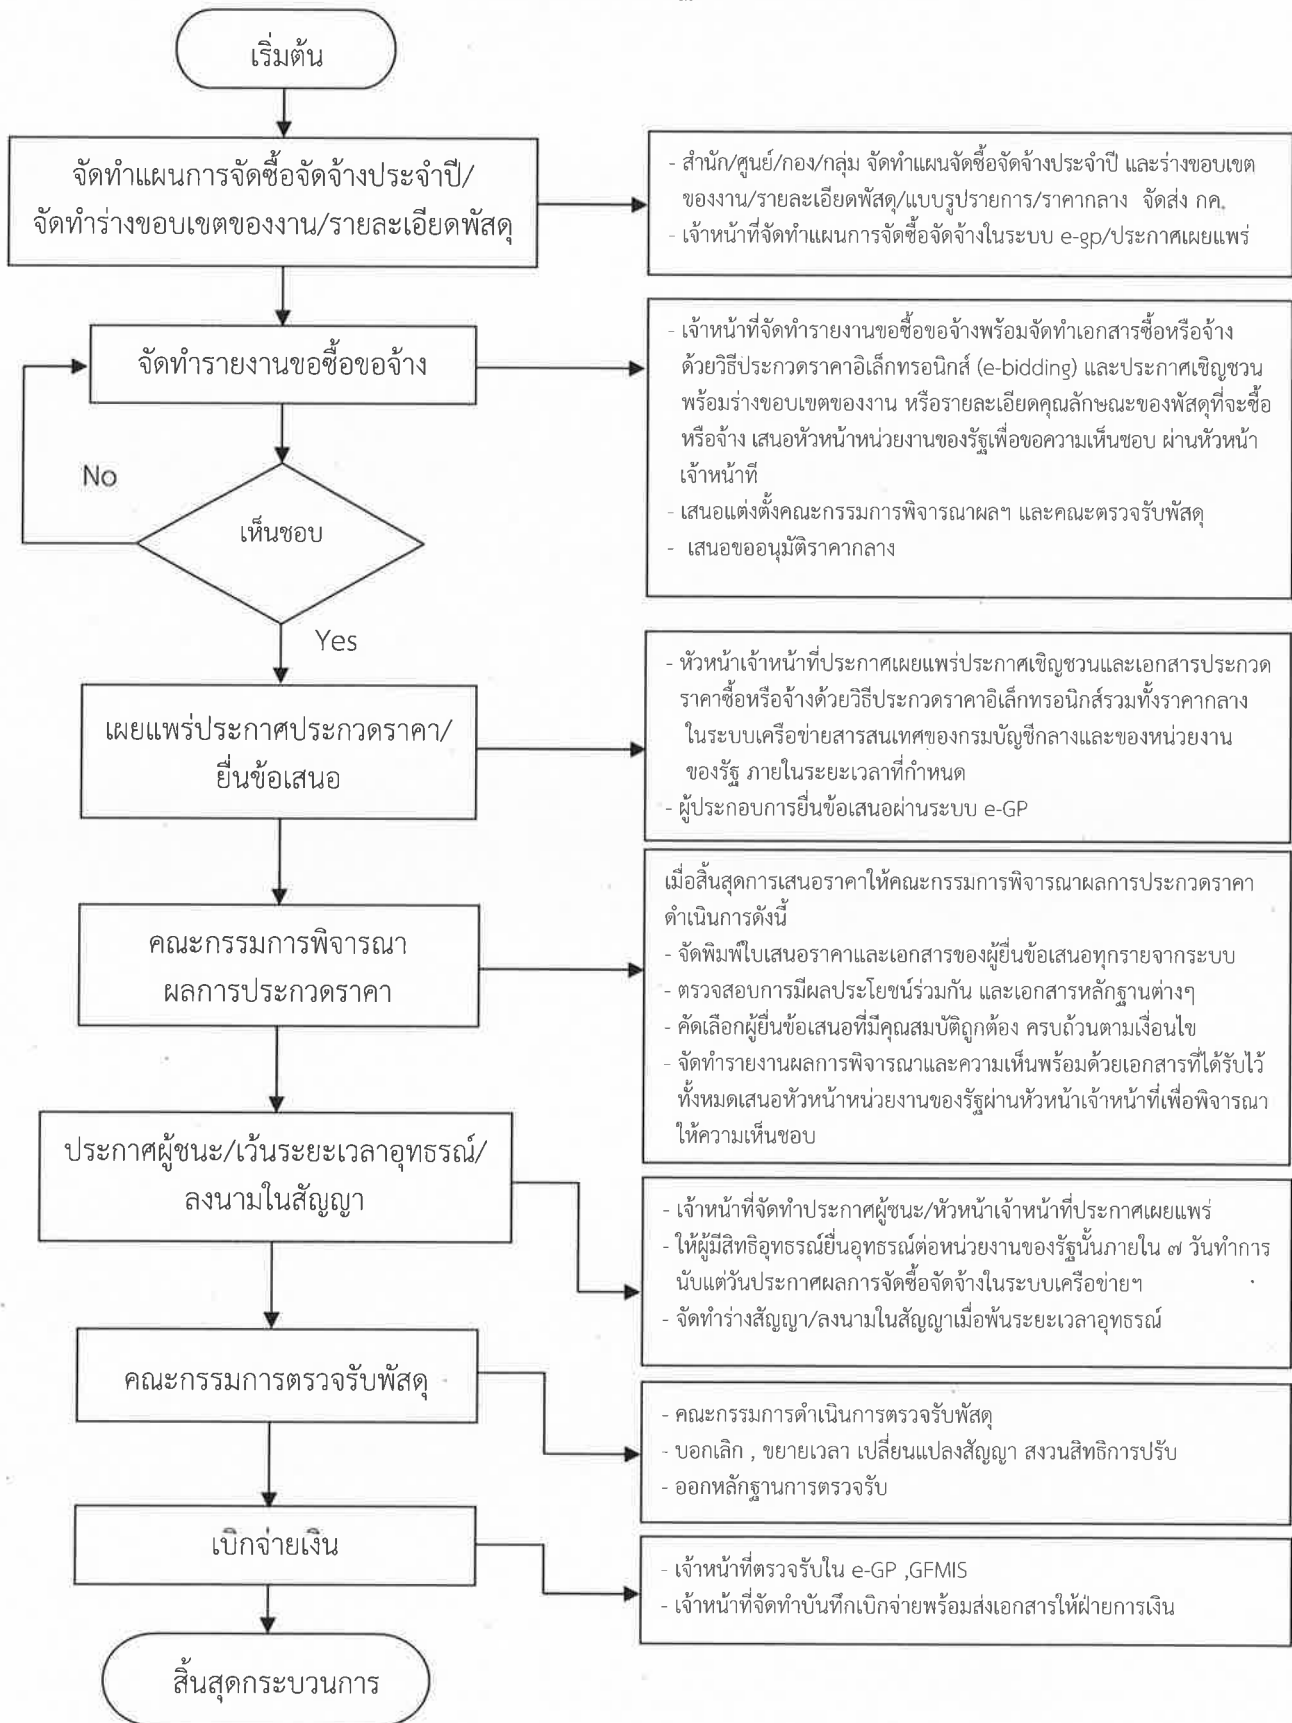 เริ่มต้น
จัดทำแผนการจัดซื้อจัดจ้างประจำปี/
จัดทำร่างขอบเขตของงาน/รายละเอียดพัสดุ
- สำนัก/ศูนย์/กอง/กลุ่ม จัดทำแผนจัดซื้อจัดจ้างประจำปี และร่างขอบเขต
ของงาน/รายละเอียดพัสดุ/แบบรูปรายการ/ราคากลาง จัดส่ง กค.
- เจ้าหน้าที่จัดทำแผนการจัดซื้อจัดจ้างในระบบ e-gp/ประกาศเผยแพร่
จัดทำรายงานขอซื้อขอจ้าง
- เจ้าหน้าที่จัดทำรายงานขอซื้อขอจ้างพร้อมจัดทำเอกสารซื้อหรือจ้าง
ด้วยวิธีประกวดราคาอิเล็กทรอนิกส์ (e-bidding) และประกาศเชิญชวน
พร้อมร่างขอบเขตของงาน หรือรายละเอียดคุณลักษณะของพัสดุที่จะซื้อ
หรือจ้าง เสนอหัวหน้าหน่วยงานของรัฐเพื่อขอความเห็นชอบ ผ่านหัวหน้า
เจ้าหน้าที
- เสนอแต่งตั้งคณะกรรมการพิจารณาผลฯ และคณะตรวจรับพัสดุ
- เสนอขออนุมัติราคากลาง
No
เห็นชอบ
Yes
เผยแพร่ประกาศประกวดราคา/
ยื่นข้อเสนอ
- หัวหน้าเจ้าหน้าที่ประกาศเผยแพร่ประกาศเชิญชวนและเอกสารประกวด
ราคาซื้อหรือจ้างด้วยวิธีประกวดราคาอิเล็กทรอนิกส์รวมทั้งราคากลาง
ในระบบเครือข่ายสารสนเทศของกรมบัญชีกลางและของหน่วยงาน
ของรัฐ ภายในระยะเวลาที่กำหนด
- ผู้ประกอบการยื่นข้อเสนอผ่านระบบ e-GP
คณะกรรมการพิจารณา
ผลการประกวดราคา
เมื่อสิ้นสุดการเสนอราคาให้คณะกรรมการพิจารณาผลการประกวดราคา
ดำเนินการดังนี้
- จัดพิมพ์ใบเสนอราคาและเอกสารของผู้ยื่นข้อเสนอทุกรายจากระบบ
- ตรวจสอบการมีผลประโยชน์ร่วมกัน และเอกสารหลักฐานต่างๆ
- คัดเลือกผู้ยื่นข้อเสนอที่มีคุณสมบัติถูกต้อง ครบถ้วนตามเงื่อนไข
- จัดทำรายงานผลการพิจารณาและความเห็นพร้อมด้วยเอกสารที่ได้รับไว้
ทั้งหมดเสนอหัวหน้าหน่วยงานของรัฐผ่านหัวหน้าเจ้าหน้าที่เพื่อพิจารณา
ให้ความเห็นชอบ
ประกาศผู้ชนะ/เว้นระยะเวลาอุทธรณ์/
ลงนามในสัญญา
- เจ้าหน้าที่จัดทำประกาศผู้ชนะ/หัวหน้าเจ้าหน้าที่ประกาศเผยแพร่
- ให้ผู้มีสิทธิอุทธรณ์ยื่นอุทธรณ์ต่อหน่วยงานของรัฐนั้นภายใน ๗ วันทำการ
นับแต่วันประกาศผลการจัดซื้อจัดจ้างในระบบเครือข่ายฯ
- จัดทำร่างสัญญา/ลงนามในสัญญาเมื่อพ้นระยะเวลาอุทธรณ์
คณะกรรมการตรวจรับพัสดุ
- คณะกรรมการดำเนินการตรวจรับพัสดุ
- บอกเลิก , ขยายเวลา เปลี่ยนแปลงสัญญา สงวนสิทธิการปรับ
- ออกหลักฐานการตรวจรับ
เบิกจ่ายเงิน
- เจ้าหน้าที่ตรวจรับใน e-GP ,GFMIS
- เจ้าหน้าที่จัดทำบันทึกเบิกจ่ายพร้อมส่งเอกสารให้ฝ่ายการเงิน
สิ้นสุดกระบวนการ